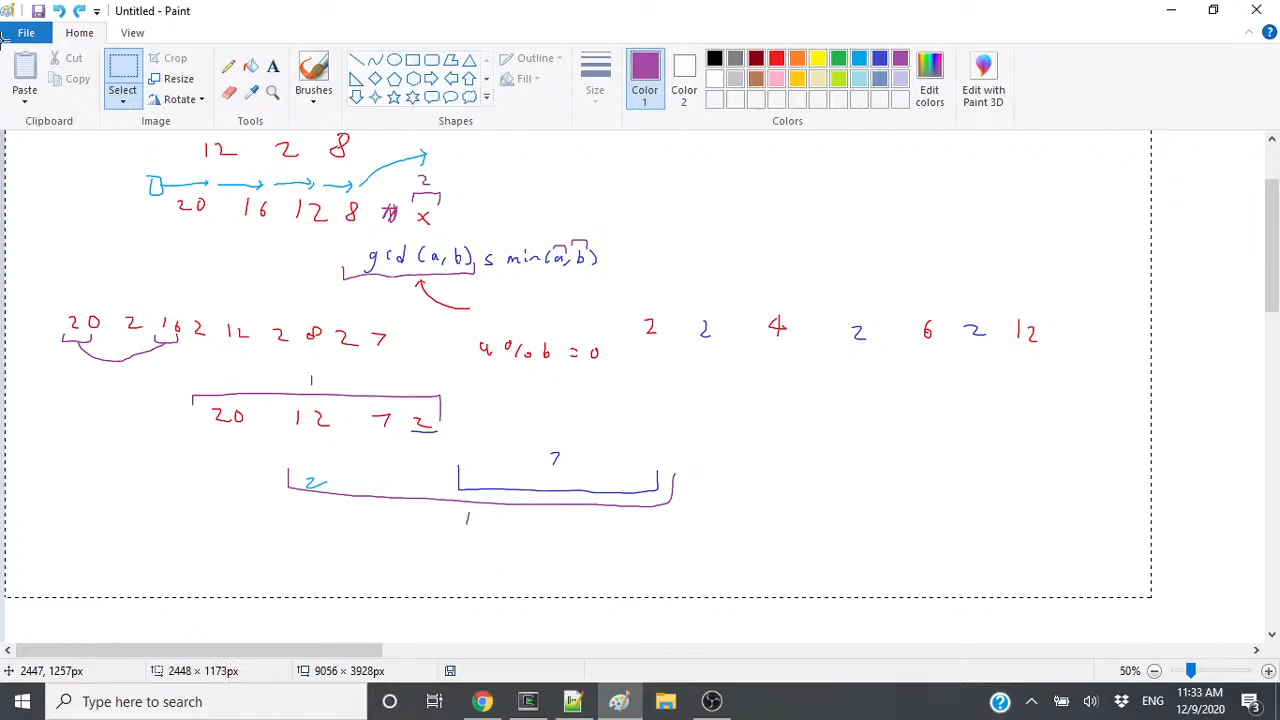 Untitled - Paint
File Home View
Paste Cut Copy Clipboard
Select Crop Resize Rotate Image
Tools
Brushes
Shapes Outline Fill
Size
Color 1 Color 2 Edit colors Colors
Edit with Paint 3D
12 2 8
2
20 16 12 8 x
gcd(a,b) ≤ min(a,b)
20 2 16 2 12 2 8 2 7
2 2 4 2 6 2 12
a % b = 0
1
20 12 7 2
7
2
1
2447, 1257px 2448 × 1173px 9056 × 3928px 50%
Type here to search
ENG 11:33 AM
12/9/2020
3